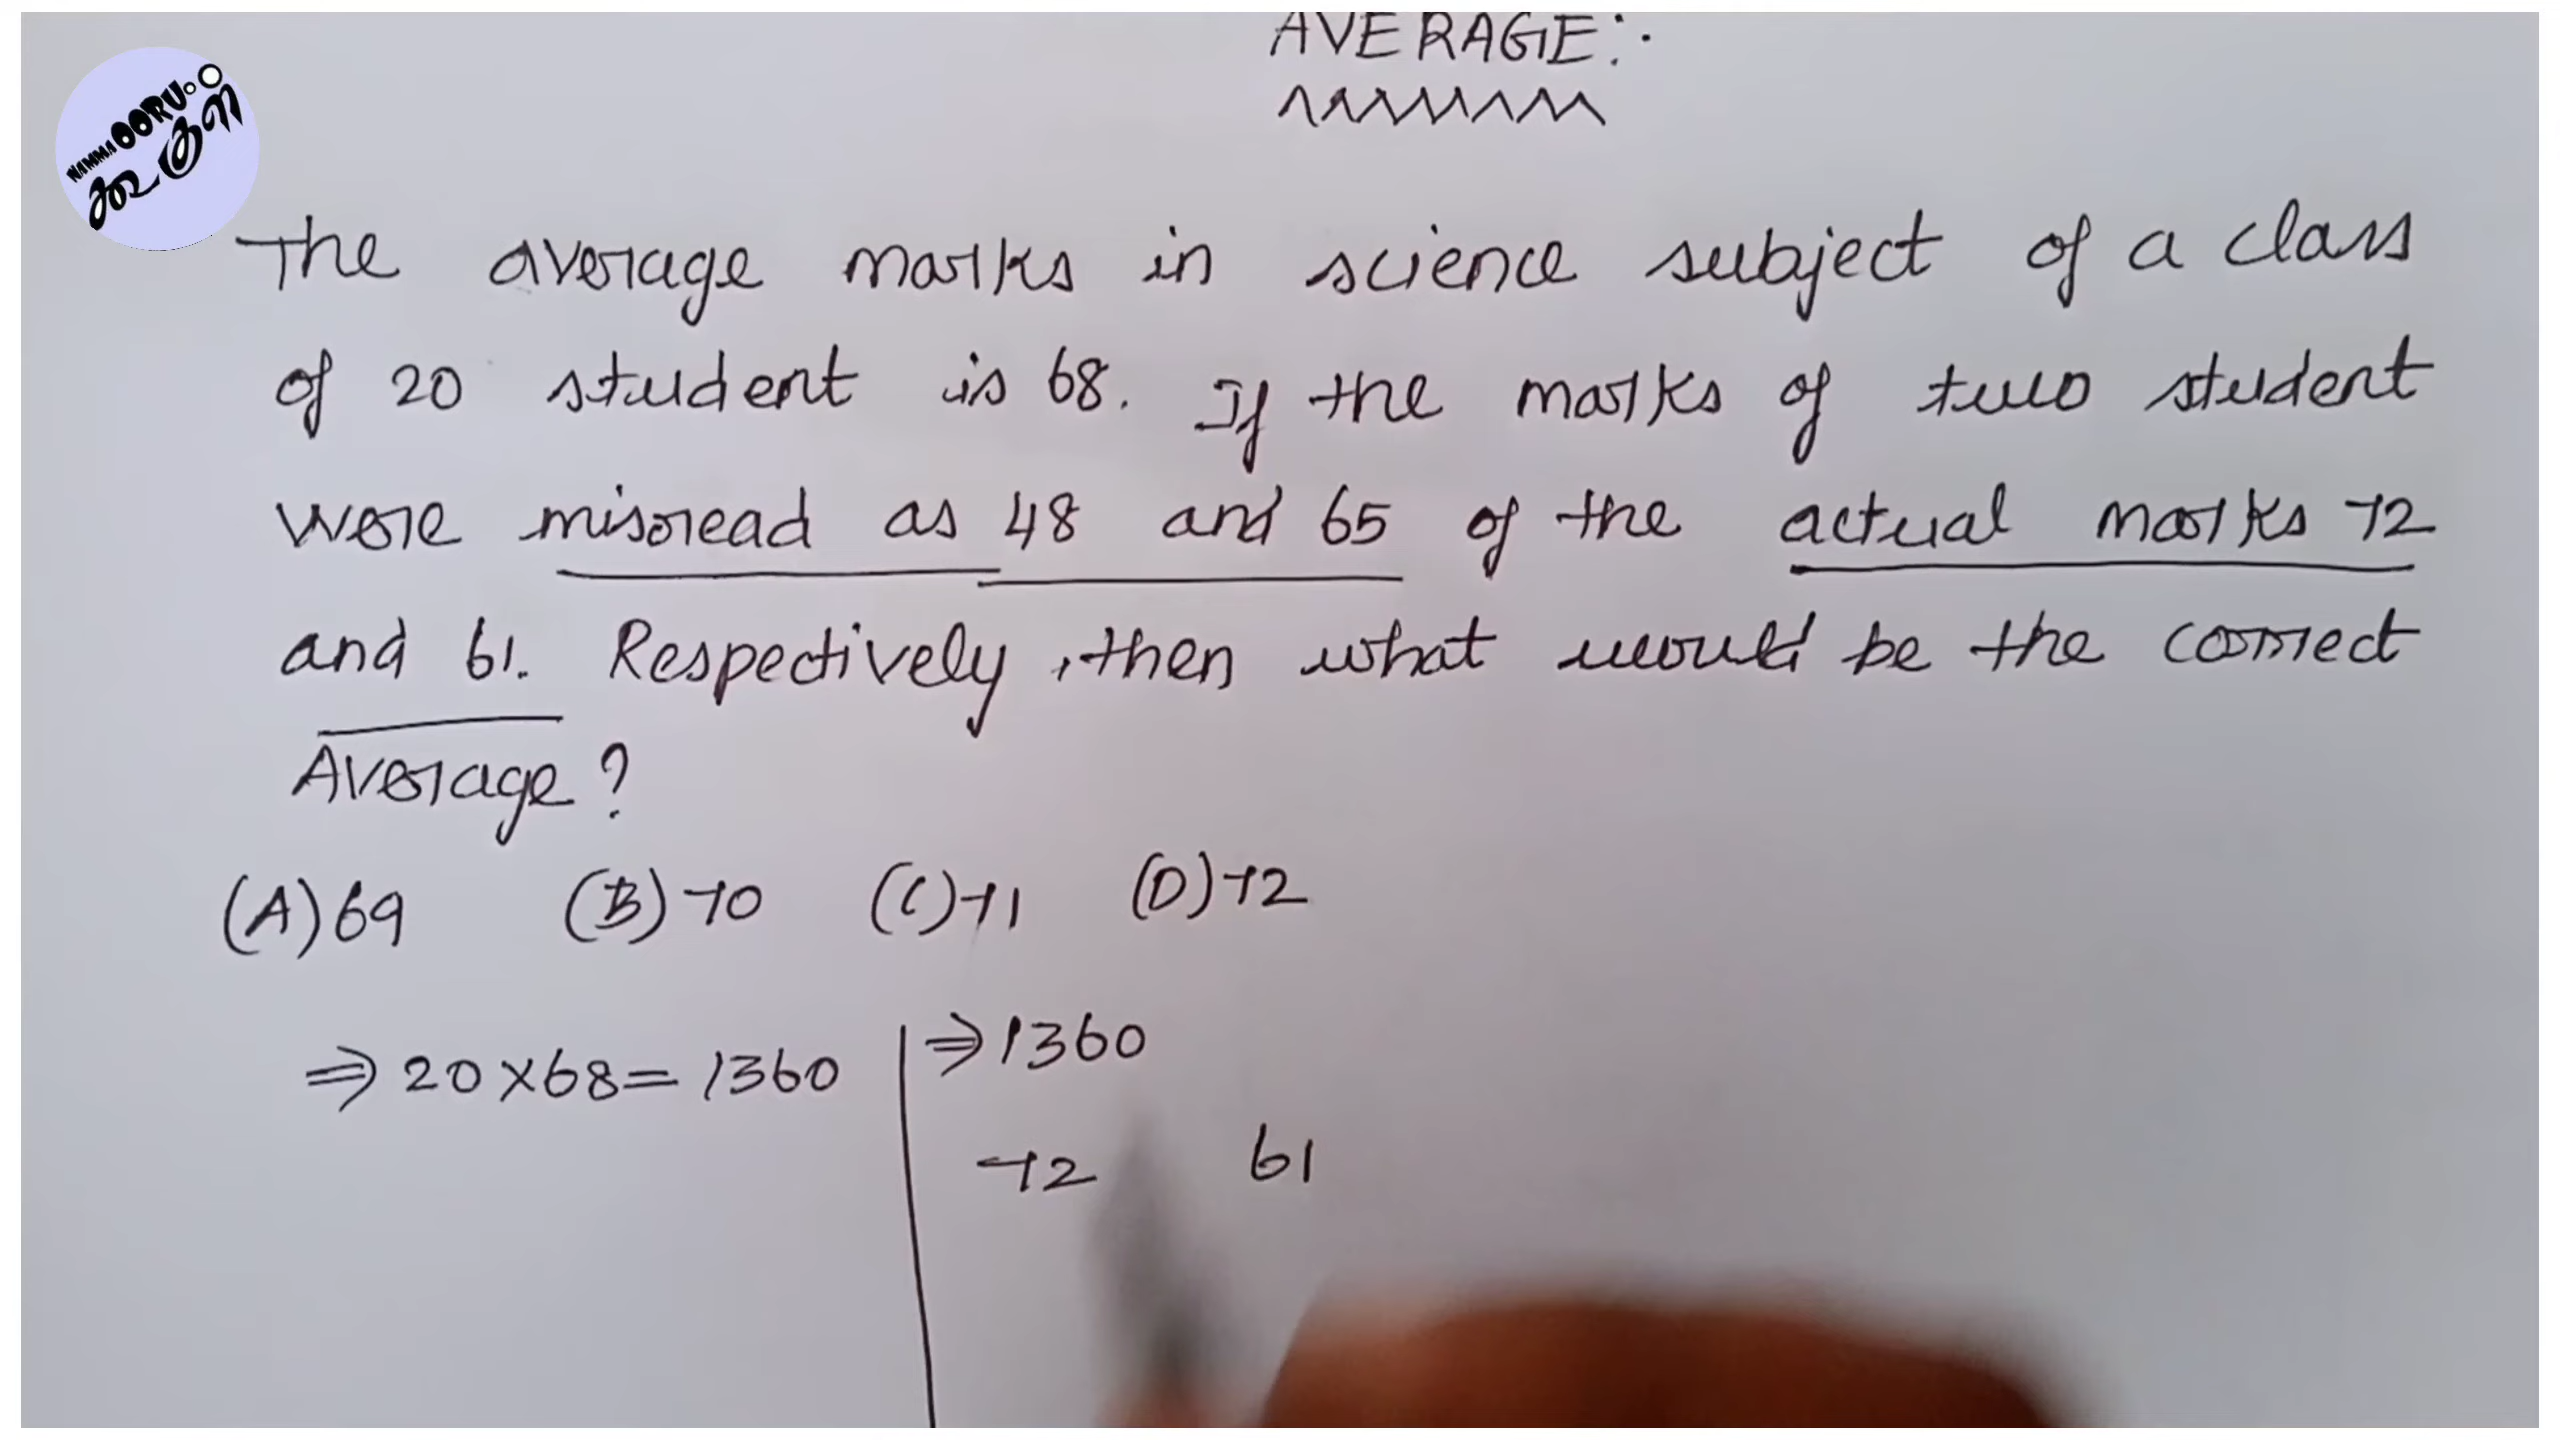 AVERAGE:-
NAMMA OORU
The average marks in science subject of a class
of 20 student is 68. If the marks of two student
were misread as 48 and 65 of the actual marks 72
and 61. Respectively, then what would be the correct
Average?
(A) 69 (B) 70 (C) 71 (D) 72
⇒ 20 × 68 = 1360
⇒ 1360
72 61